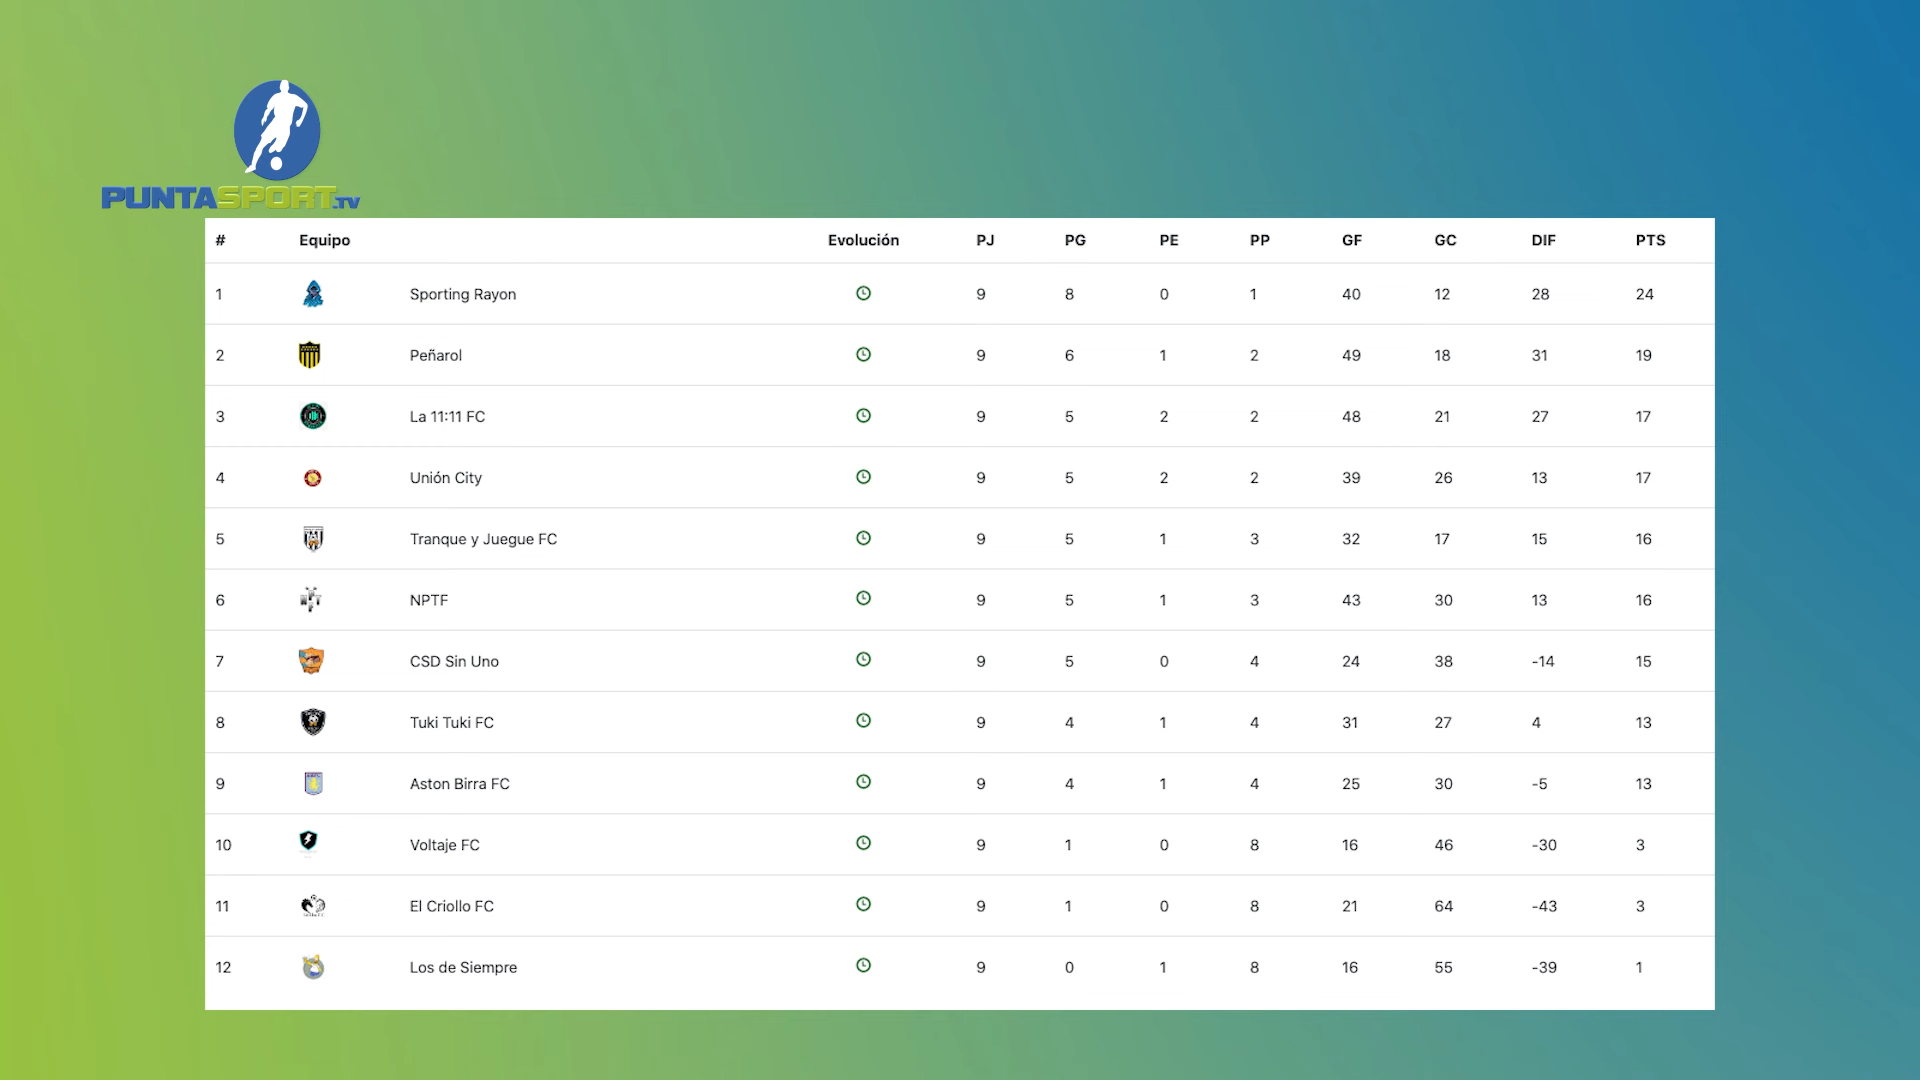 PUNTASPORT.TV
# Equipo Evolución PJ PG PE PP GF GC DIF PTS
1 Sporting Rayon 9 8 0 1 40 12 28 24
2 Peñarol 9 6 1 2 49 18 31 19
3 La 11:11 FC 9 5 2 2 48 21 27 17
4 Unión City 9 5 2 2 39 26 13 17
5 Tranque y Juegue FC 9 5 1 3 32 17 15 16
6 NPTF 9 5 1 3 43 30 13 16
7 CSD Sin Uno 9 5 0 4 24 38 -14 15
8 Tuki Tuki FC 9 4 1 4 31 27 4 13
9 Aston Birra FC 9 4 1 4 25 30 -5 13
10 Voltaje FC 9 1 0 8 16 46 -30 3
11 El Criollo FC 9 1 0 8 21 64 -43 3
12 Los de Siempre 9 0 1 8 16 55 -39 1